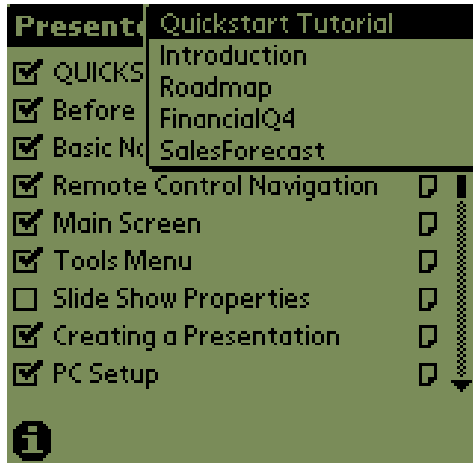 Present
Quickstart Tutorial
Introduction
Roadmap
FinancialQ4
SalesForecast
QUICKS
Before
Basic
Remote Control Navigation
Main Screen
Tools Menu
Slide Show Properties
Creating a Presentation
PC Setup